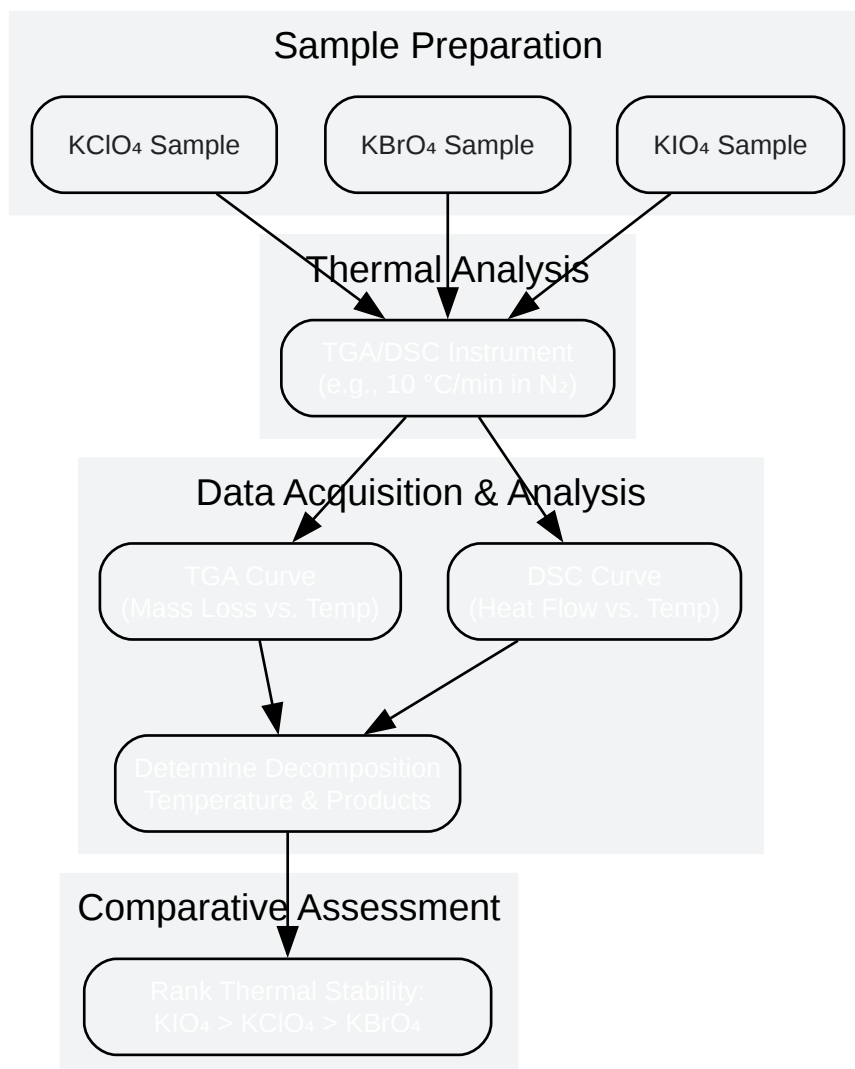 Sample Preparation
KClO₄ Sample
KBrO₄ Sample
KIO₄ Sample
Thermal Analysis
TGA/DSC Instrument
(e.g., 10 °C/min in N₂)
Data Acquisition & Analysis
TGA Curve
(Mass Loss vs. Temp)
DSC Curve
(Heat Flow vs. Temp)
Determine Decomposition
Temperature & Products
Comparative Assessment
Rank Thermal Stability:
KIO₄ > KClO₄ > KBrO₄